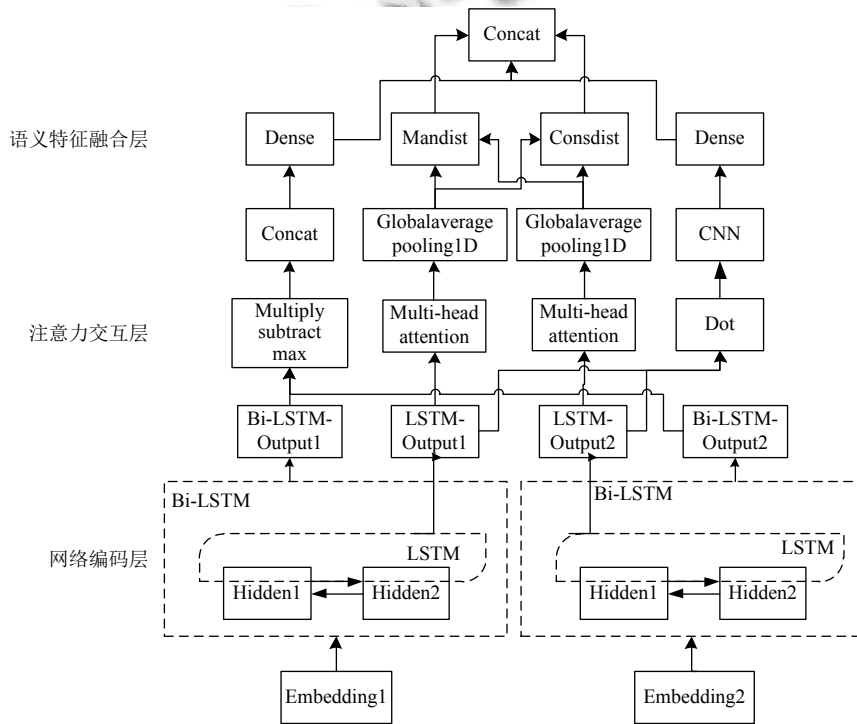 Concat
语义特征融合层
Dense
Mandist
Consdist
Dense
Concat
Globalaverage
pooling1D
Globalaverage
pooling1D
CNN
注意力交互层
Multiply
subtract
max
Multi-head
attention
Multi-head
attention
Dot
Bi-LSTM-
Output1
LSTM-
Output1
LSTM-
Output2
Bi-LSTM-
Output2
网络编码层
Bi-LSTM
LSTM
Hidden1
Hidden2
Bi-LSTM
LSTM
Hidden1
Hidden2
Embedding1
Embedding2